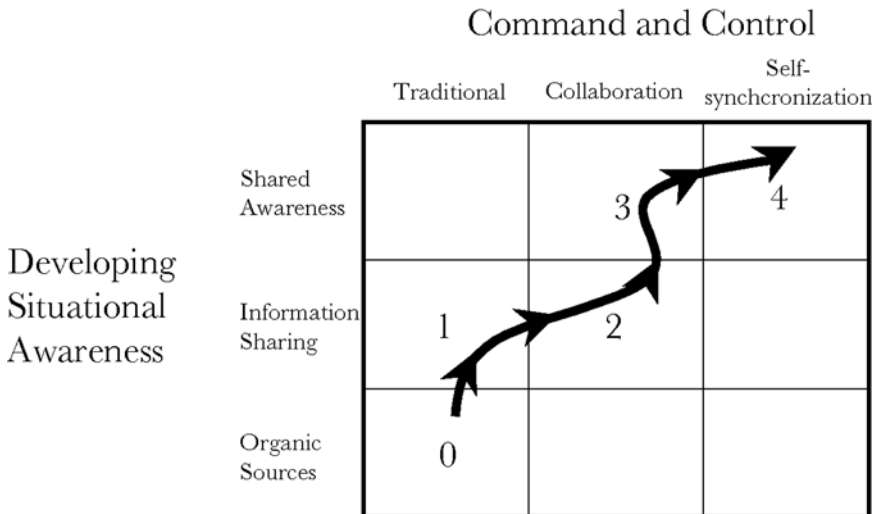 Command and Control
Self-
Traditional Collaboration synchcronization
Shared
Awareness
3
4
Developing
Situational
Awareness
Information
Sharing
1
2
Organic
Sources
0